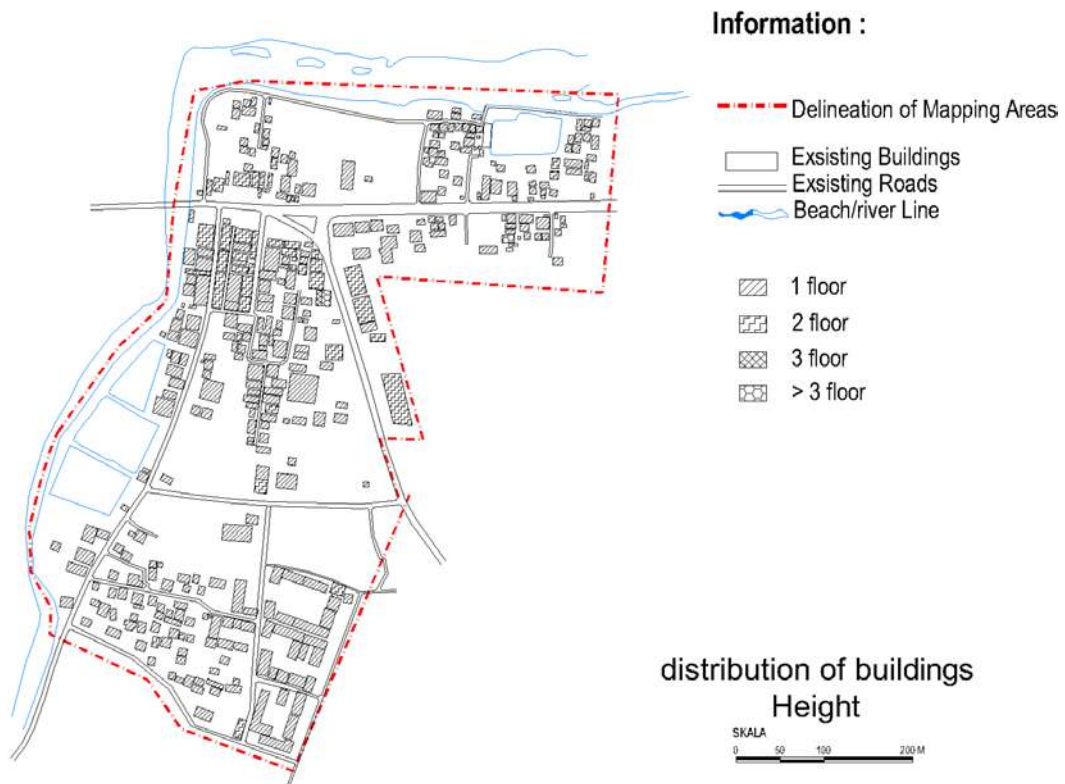 Information :
Delineation of Mapping Areas
Exsisting Buildings
Exsisting Roads
Beach/river Line
1 floor
2 floor
3 floor
> 3 floor
distribution of buildings
Height
SKALA
0 50 100 200 M